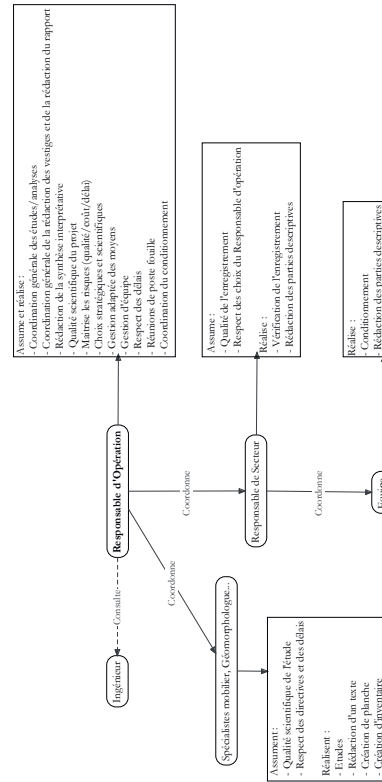 Assume et réalise :
- Coordination générale des études/analyses
- Coordination générale de la rédaction des vestiges et de la rédaction du rapport
- Rédaction de la synthèse interprétative
- Qualité scientifique du projet
- Maitrise les risques (qualité/coût/délai)
- Choix stratégiques et scientifiques
- Gestion adaptée des moyens
- Gestion d'équipe
- Respect des délais
- Réunions de poste fouille
- Coordination du conditionnement
Ingénieur
Consulte
Responsable d'Opération
Coordonne
Coordonne
Assume :
- Qualité de l'enregistrement
- Respect des choix du Responsable d'opération
Réalise :
- Vérification de l'enregistrement
- Rédaction des parties descriptives
Spécialistes mobilier, Géomorphologue...
Responsable de Secteur
Coordonne
Assument :
- Qualité scientifique de l'étude
- Respect des directives et des délais
Réalisent :
- Etudes
- Rédaction d'un texte
- Création de planche
- Création d'inventaire
Equipe
Réalise :
- Conditionnement
- Rédaction des parties descriptives